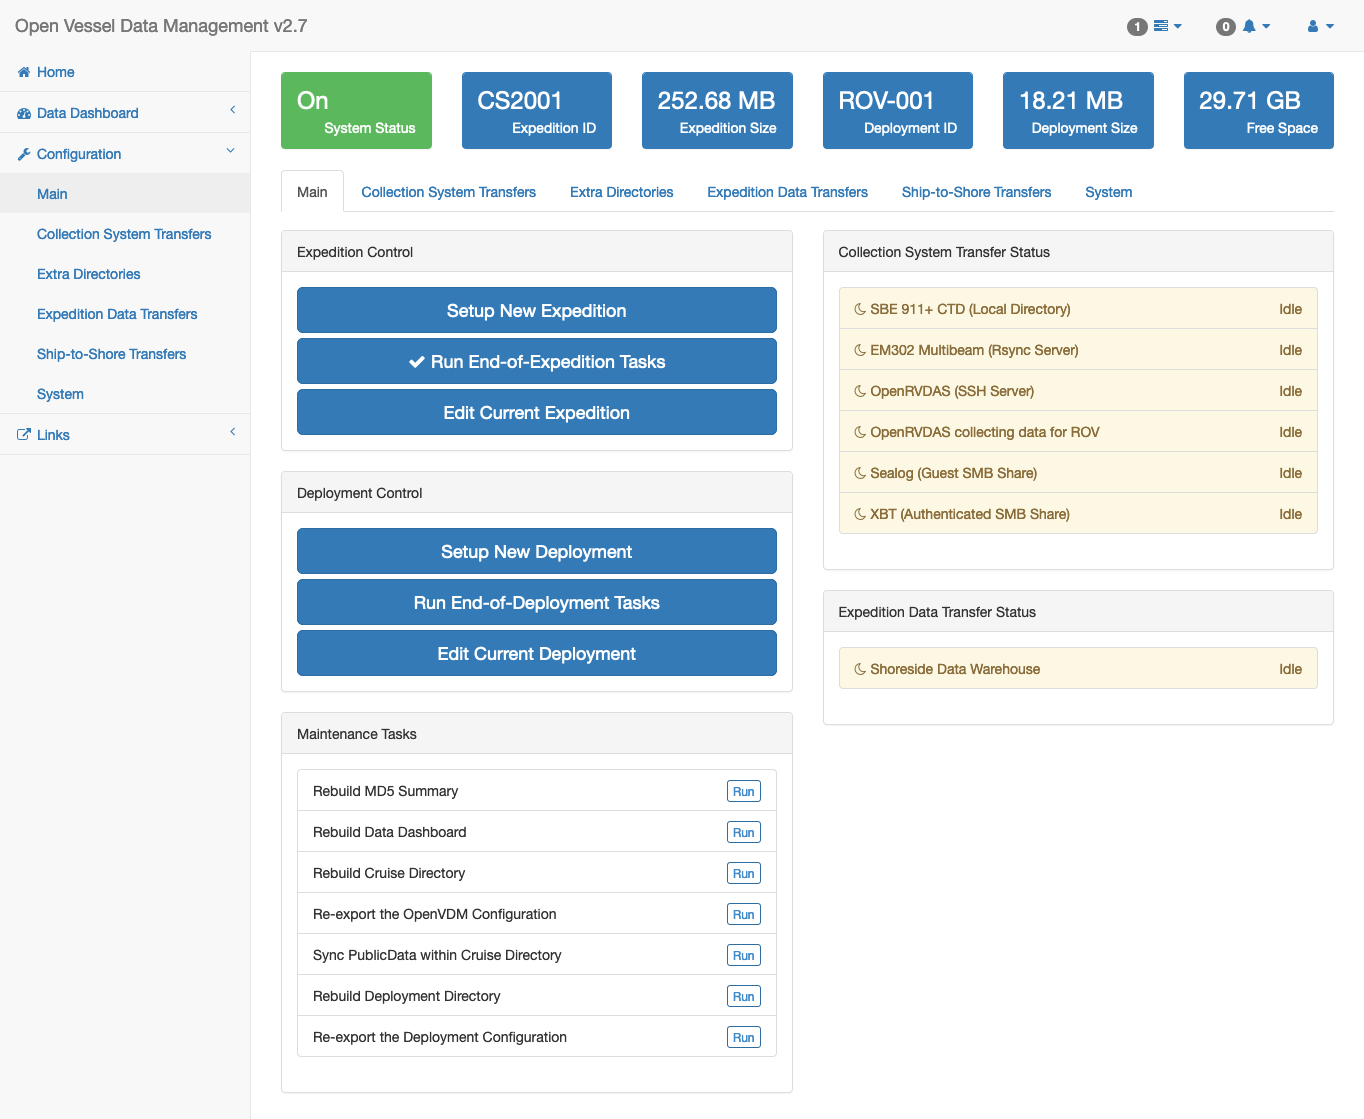 Open Vessel Data Management v2.7
1
0
Home
Data Dashboard
Configuration
Main
Collection System Transfers
Extra Directories
Expedition Data Transfers
Ship-to-Shore Transfers
System
Links
On
System Status
CS2001
Expedition ID
252.68 MB
Expedition Size
ROV-001
Deployment ID
18.21 MB
Deployment Size
29.71 GB
Free Space
Main
Collection System Transfers
Extra Directories
Expedition Data Transfers
Ship-to-Shore Transfers
System
Expedition Control
Setup New Expedition
Run End-of-Expedition Tasks
Edit Current Expedition
Deployment Control
Setup New Deployment
Run End-of-Deployment Tasks
Edit Current Deployment
Maintenance Tasks
Rebuild MD5 Summary Run
Rebuild Data Dashboard Run
Rebuild Cruise Directory Run
Re-export the OpenVDM Configuration Run
Sync PublicData within Cruise Directory Run
Rebuild Deployment Directory Run
Re-export the Deployment Configuration Run
Collection System Transfer Status
SBE 911+ CTD (Local Directory) Idle
EM302 Multibeam (Rsync Server) Idle
OpenRVDAS (SSH Server) Idle
OpenRVDAS collecting data for ROV Idle
Sealog (Guest SMB Share) Idle
XBT (Authenticated SMB Share) Idle
Expedition Data Transfer Status
Shoreside Data Warehouse Idle